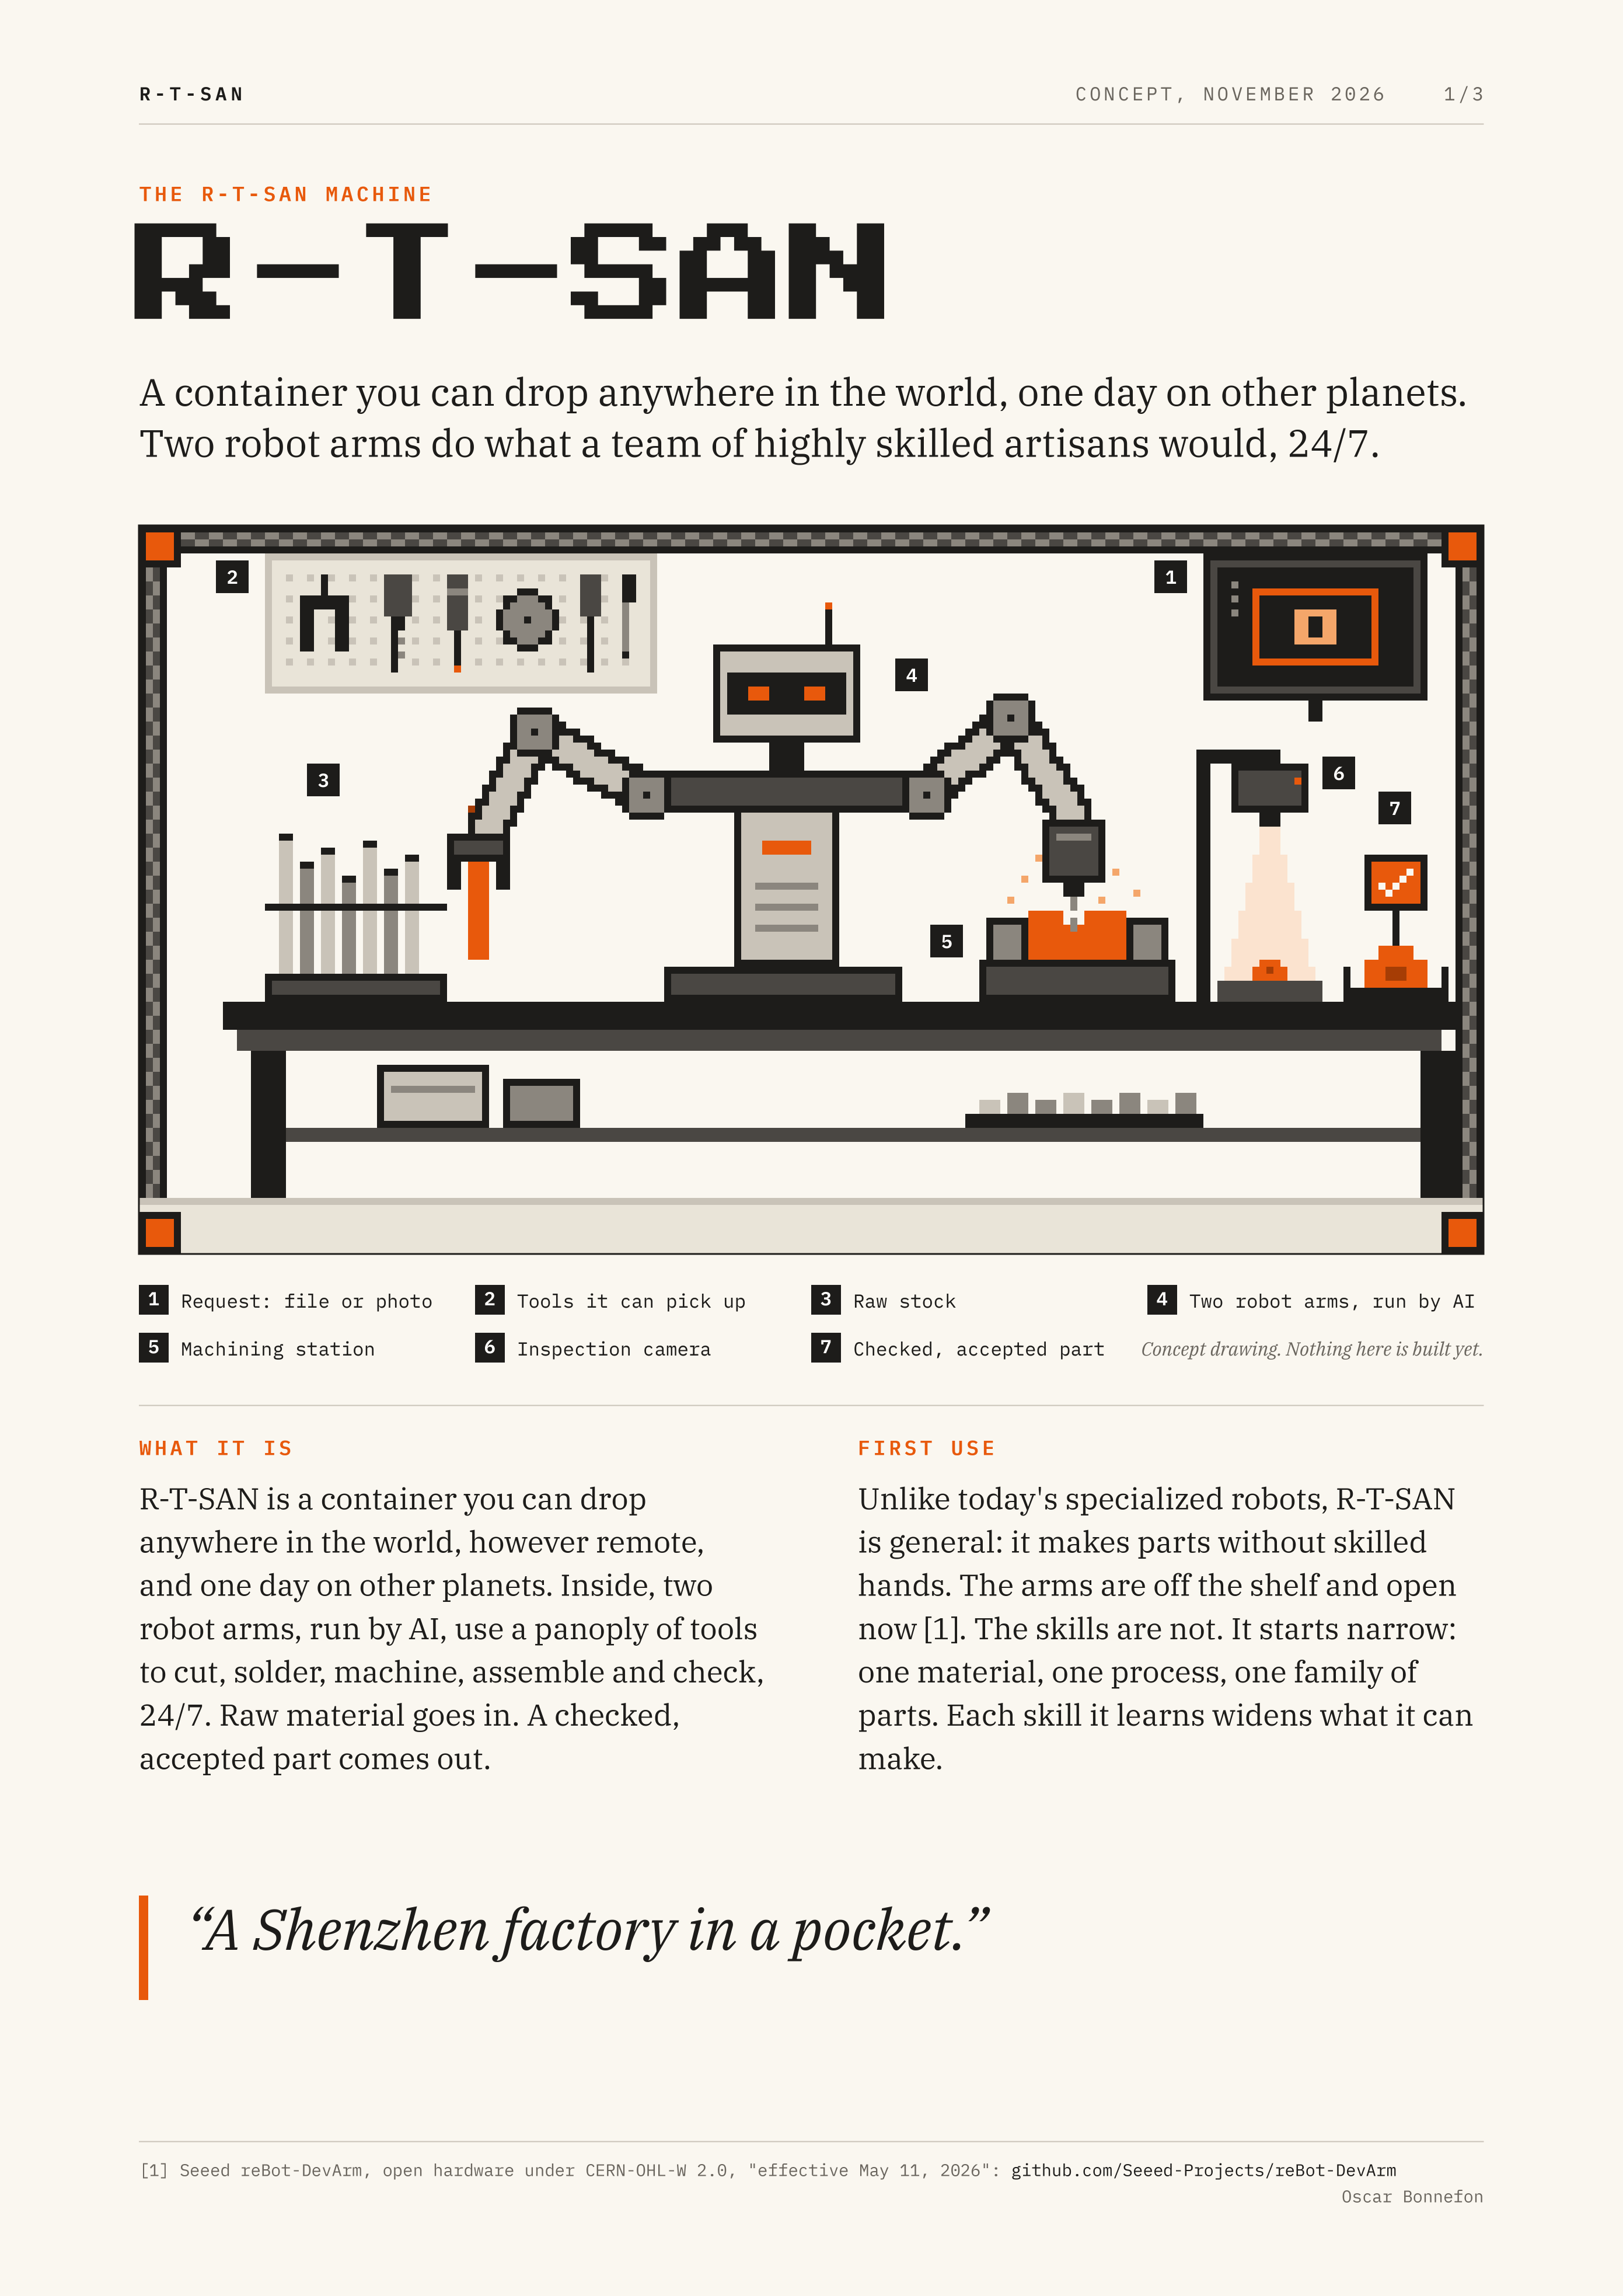 R-T-SAN
CONCEPT, NOVEMBER 2026 1/3
THE R-T-SAN MACHINE
R-T-SAN
A container you can drop anywhere in the world, one day on other planets.
Two robot arms do what a team of highly skilled artisans would, 24/7.
2
1
4
3
6
7
5
1 Request: file or photo
2 Tools it can pick up
3 Raw stock
4 Two robot arms, run by AI
5 Machining station
6 Inspection camera
7 Checked, accepted part
Concept drawing. Nothing here is built yet.
WHAT IT IS
R-T-SAN is a container you can drop
anywhere in the world, however remote,
and one day on other planets. Inside, two
robot arms, run by AI, use a panoply of tools
to cut, solder, machine, assemble and check,
24/7. Raw material goes in. A checked,
accepted part comes out.
FIRST USE
Unlike today's specialized robots, R-T-SAN
is general: it makes parts without skilled
hands. The arms are off the shelf and open
now [1]. The skills are not. It starts narrow:
one material, one process, one family of
parts. Each skill it learns widens what it can
make.
“A Shenzhen factory in a pocket.”
[1] Seeed reBot-DevArm, open hardware under CERN-OHL-W 2.0, "effective May 11, 2026": github.com/Seeed-Projects/reBot-DevArm
Oscar Bonnefon